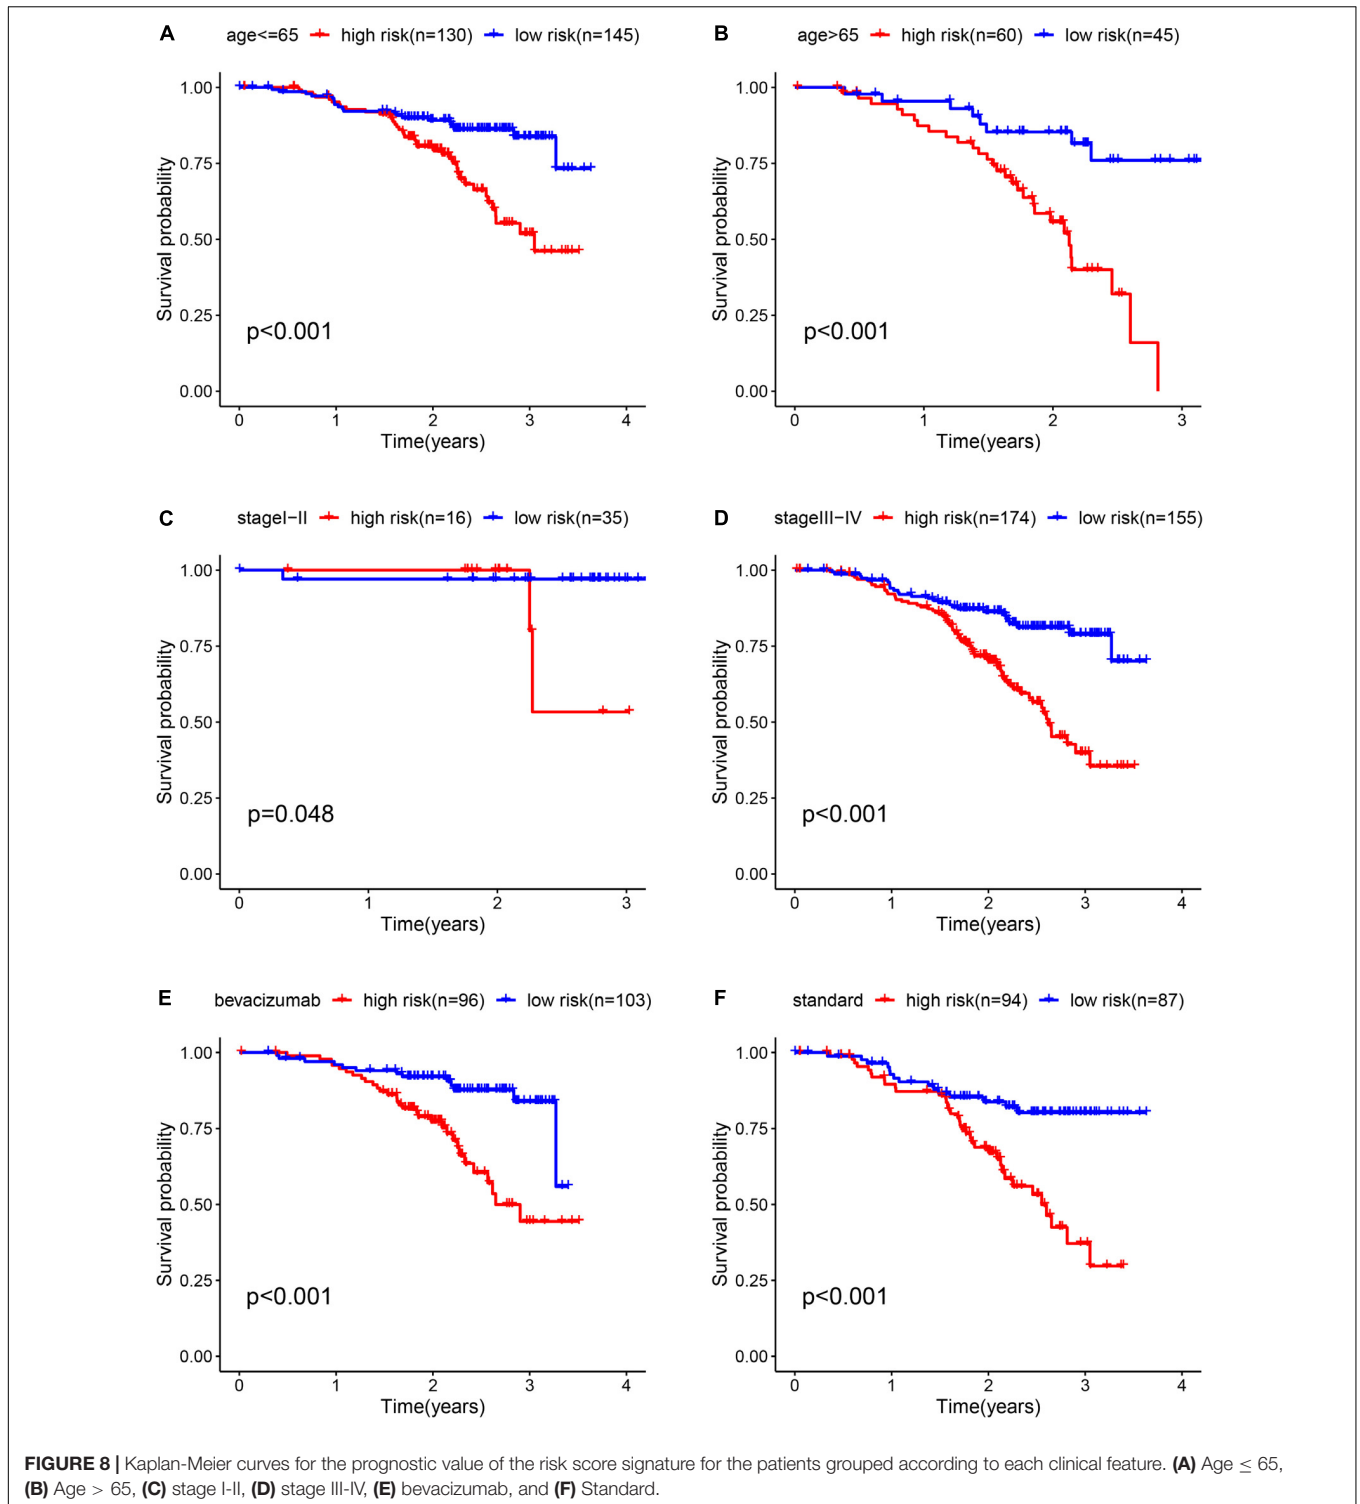 A age<=65 high risk(n=130) low risk(n=145)
1.00
0.75
0.50
0.25
0.00
Survival probability
p<0.001
0 1 2 3 4
Time(years)
B age>65 high risk(n=60) low risk(n=45)
1.00
0.75
0.50
0.25
0.00
Survival probability
p<0.001
0 1 2 3
Time(years)
C stageI−II high risk(n=16) low risk(n=35)
1.00
0.75
0.50
0.25
0.00
Survival probability
p=0.048
0 1 2 3
Time(years)
D stageIII−IV high risk(n=174) low risk(n=155)
1.00
0.75
0.50
0.25
0.00
Survival probability
p<0.001
0 1 2 3 4
Time(years)
E bevacizumab high risk(n=96) low risk(n=103)
1.00
0.75
0.50
0.25
0.00
Survival probability
p<0.001
0 1 2 3 4
Time(years)
F standard high risk(n=94) low risk(n=87)
1.00
0.75
0.50
0.25
0.00
Survival probability
p<0.001
0 1 2 3 4
Time(years)
FIGURE 8 | Kaplan-Meier curves for the prognostic value of the risk score signature for the patients grouped according to each clinical feature. (A) Age ≤ 65,
(B) Age > 65, (C) stage I-II, (D) stage III-IV, (E) bevacizumab, and (F) Standard.